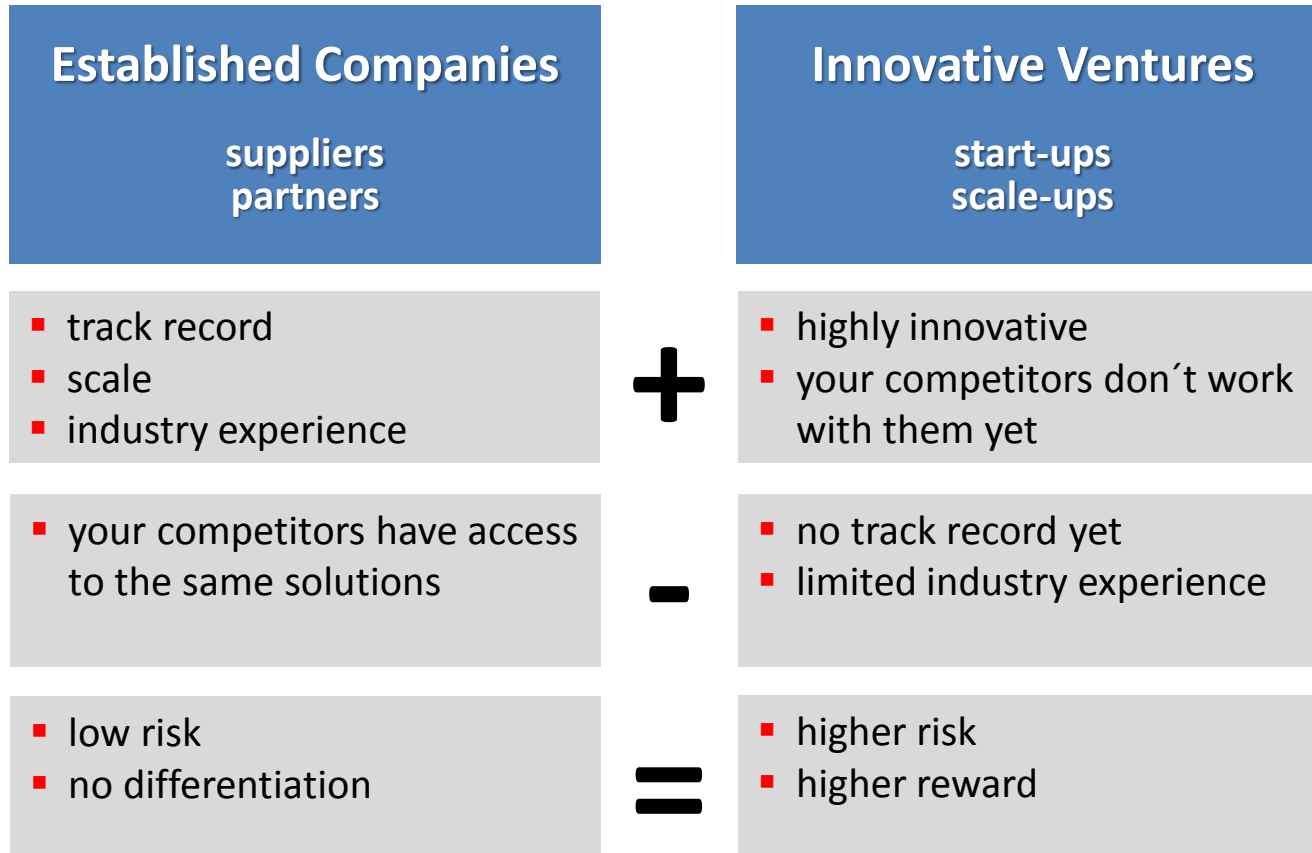 Established Companies
suppliers
partners
Innovative Ventures
start-ups
scale-ups
▪ track record
▪ scale
▪ industry experience
+
▪ highly innovative
▪ your competitors don´t work
with them yet
▪ your competitors have access
to the same solutions
-
▪ no track record yet
▪ limited industry experience
▪ low risk
▪ no differentiation
=
▪ higher risk
▪ higher reward